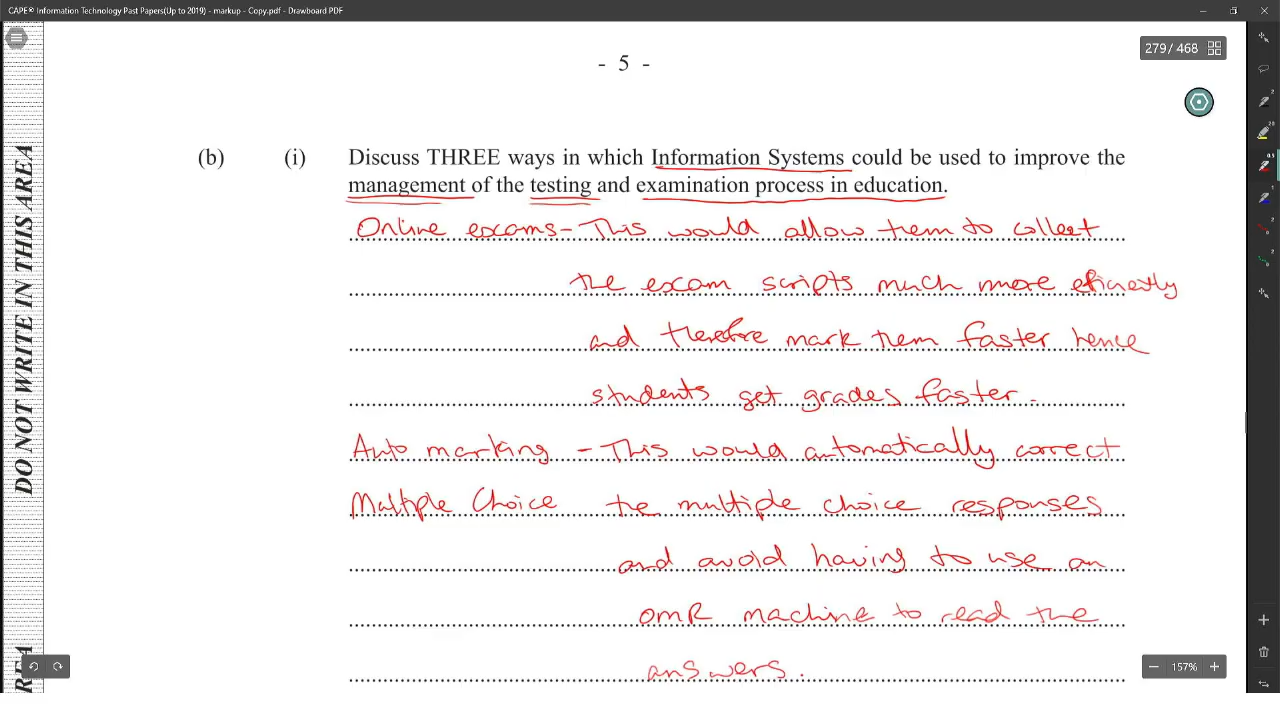 CAPE® Information Technology Past Papers(Up to 2019) - markup - Copy.pdf - Drawboard PDF
279 / 468
- 5 -
(b) (i) Discuss THREE ways in which Information Systems could be used to improve the
management of the testing and examination process in education.
Online exams - This would allow them to collect
the exam scripts much more eficiently
and therefore mark them faster hence
students get grades faster.
Auto marking - This would automatically correct
Multiple Choice the multiple choice responses
and avoid having to use an
OMR machine to read the
answers.
DO NOT WRITE IN THIS AREA
REA
157%